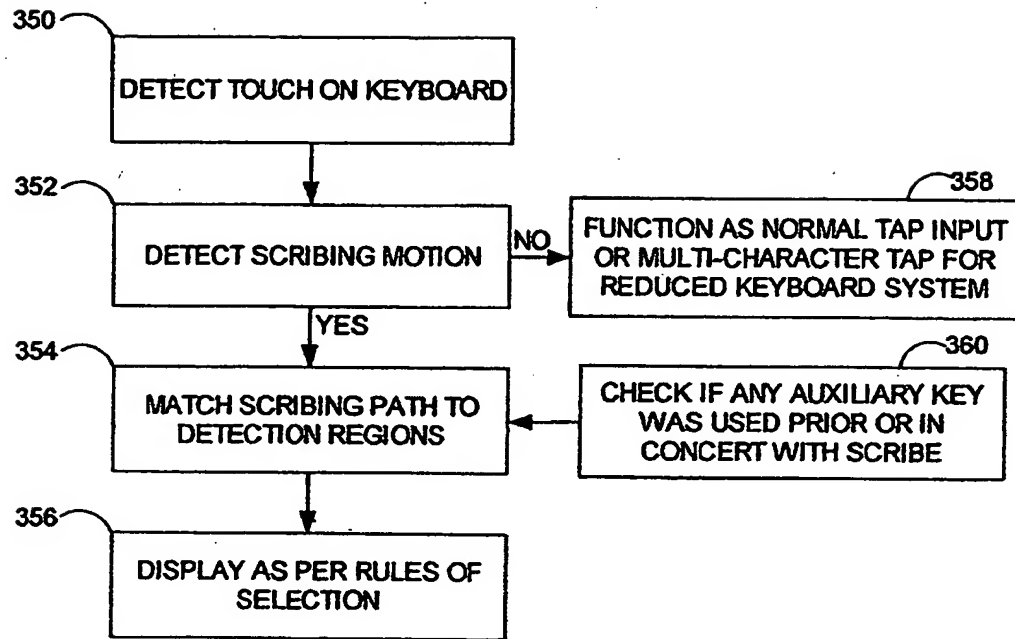 350
DETECT TOUCH ON KEYBOARD
352
DETECT SCRIBING MOTION
NO
358
FUNCTION AS NORMAL TAP INPUT
OR MULTI-CHARACTER TAP FOR
REDUCED KEYBOARD SYSTEM
YES
354
MATCH SCRIBING PATH TO
DETECTION REGIONS
360
CHECK IF ANY AUXILIARY KEY
WAS USED PRIOR OR IN
CONCERT WITH SCRIBE
356
DISPLAY AS PER RULES OF
SELECTION